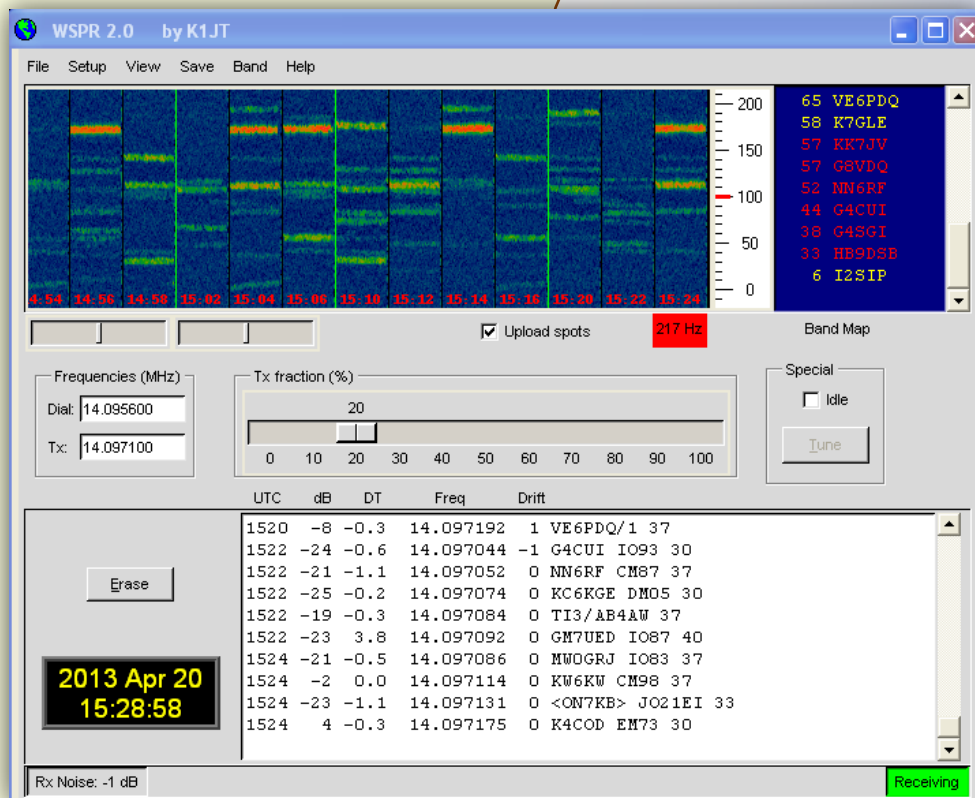 WSPR 2.0 by K1JT
File Setup View Save Band Help
200
150
100
50
0
4:54 14:56 14:58 15:02 15:04 15:06 15:10 15:12 15:14 15:16 15:20 15:22 15:24
65 VE6PDQ
58 K7GLE
57 KK7JV
57 G8VDQ
52 NN6RF
44 G4CUI
38 G4SGI
33 HB9DSB
6 I2SIP
Upload spots
217 Hz
Band Map
Frequencies (MHz)
Dial: 14.095600
Tx: 14.097100
Tx fraction (%)
20
0 10 20 30 40 50 60 70 80 90 100
Special
Idle
Tune
UTC dB DT Freq Drift
1520 -8 -0.3 14.097192 1 VE6PDQ/1 37
1522 -24 -0.6 14.097044 -1 G4CUI IO93 30
1522 -21 -1.1 14.097052 0 NN6RF CM87 37
1522 -25 -0.2 14.097074 0 KC6KGE DM05 30
1522 -19 -0.3 14.097084 0 TI3/AB4AW 37
1522 -23 3.8 14.097092 0 GM7UED IO87 40
1524 -21 -0.5 14.097086 0 MW0GRJ IO83 37
1524 -2 0.0 14.097114 0 KW6KW CM98 37
1524 -23 -1.1 14.097131 0 <ON7KB> JO21EI 33
1524 4 -0.3 14.097175 0 K4COD EM73 30
Erase
2013 Apr 20
15:28:58
Rx Noise: -1 dB
Receiving